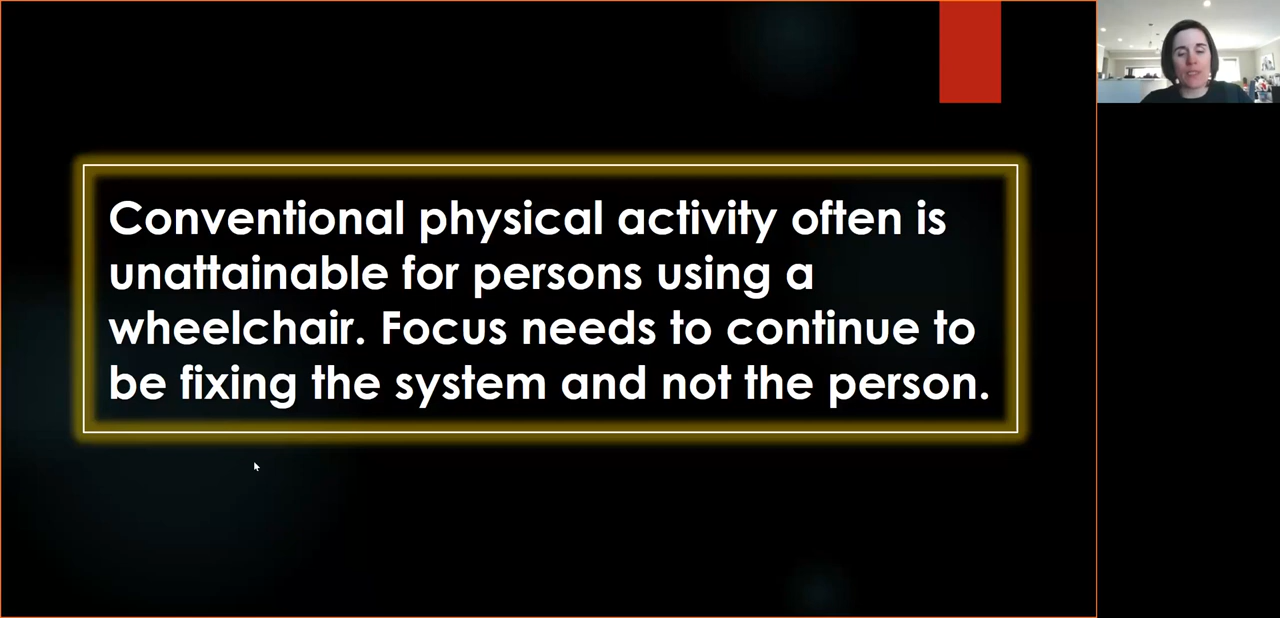 Conventional physical activity often is
unattainable for persons using a
wheelchair. Focus needs to continue to
be fixing the system and not the person.